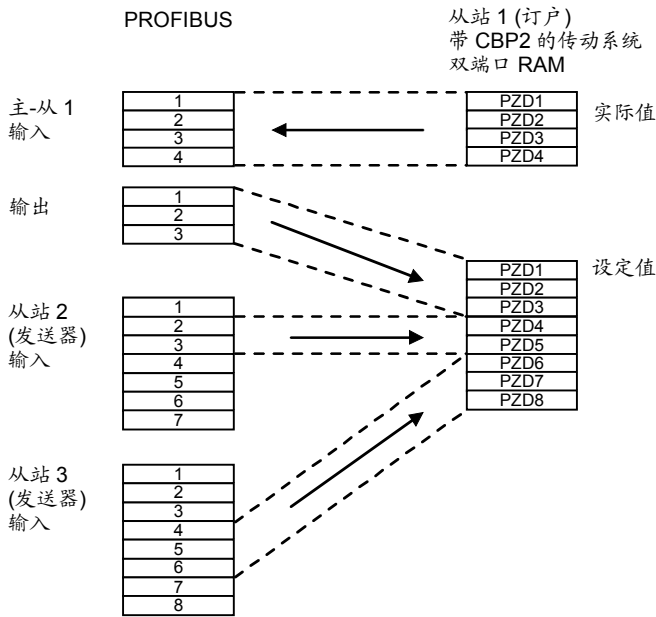 PROFIBUS
从站 1 (订户)
带 CBP2 的传动系统
双端口 RAM
主-从 1
输入
1
2
3
4
PZD1
PZD2
PZD3
PZD4
实际值
输出
1
2
3
PZD1
PZD2
PZD3
PZD4
PZD5
PZD6
PZD7
PZD8
设定值
从站 2
(发送器)
输入
1
2
3
4
5
6
7
从站 3
(发送器)
输入
1
2
3
4
5
6
7
8